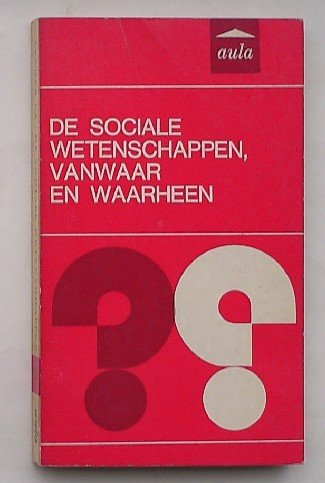 aula
DE SOCIALE
WETENSCHAPPEN,
VANWAAR
EN WAARHEEN